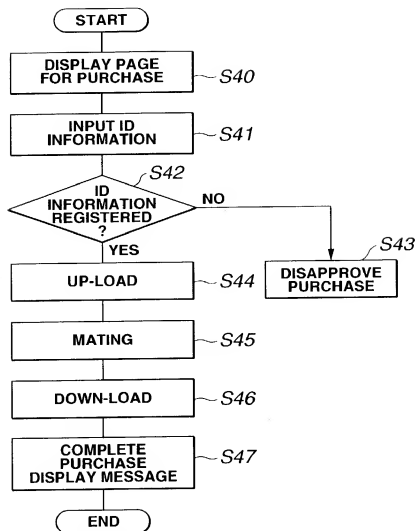 START
DISPLAY PAGE
FOR PURCHASE
S40
INPUT ID
INFORMATION
S41
S42
ID
INFORMATION
REGISTERED
?
NO
YES
S43
DISAPPROVE
PURCHASE
UP-LOAD
S44
MATING
S45
DOWN-LOAD
S46
COMPLETE
PURCHASE
DISPLAY MESSAGE
S47
END